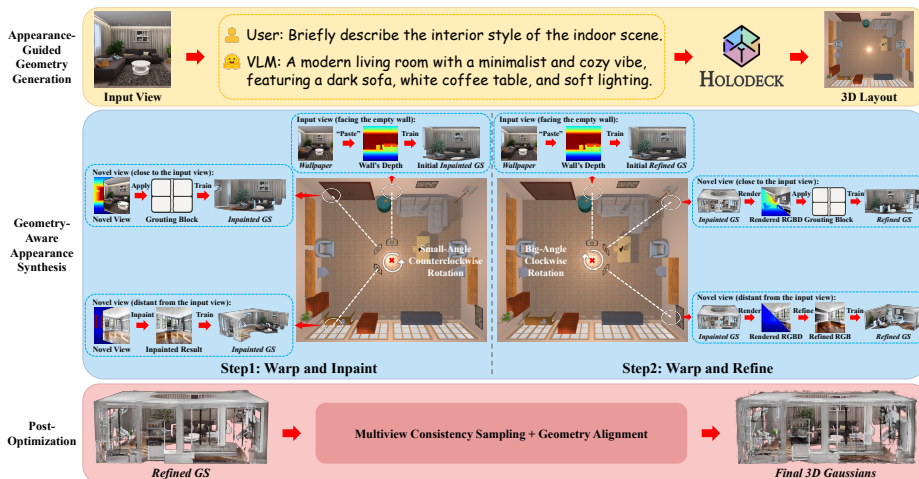 Appearance-
Guided
Geometry
Generation
Input View
User: Briefly describe the interior style of the indoor scene.
VLM: A modern living room with a minimalist and cozy vibe,
featuring a dark sofa, white coffee table, and soft lighting.
HOLODECK
3D Layout
Geometry-
Aware
Appearance
Synthesis
Input view (facing the empty wall):
"Paste"
Train
Wallpaper
Wall's Depth
Initial Inpainted GS
Novel view (close to the input view):
Apply
Train
Novel View
Grouting Block
Inpainted GS
Small-Angle
Counterclockwise
Rotation
Novel view (distant from the input view):
Inpaint
Train
Novel View
Inpainted Result
Inpainted GS
Step1: Warp and Inpaint
Input view (facing the empty wall):
"Paste"
Train
Wallpaper
Wall's Depth
Initial Refined GS
Novel view (close to the input view):
Render
Apply
Train
Inpainted GS
Rendered RGBD
Grouting Block
Refined GS
Big-Angle
Clockwise
Rotation
Novel view (distant from the input view):
Render
Refine
Train
Inpainted GS
Rendered RGBD
Refined RGB
Refined GS
Step2: Warp and Refine
Post-
Optimization
Refined GS
Multiview Consistency Sampling + Geometry Alignment
Final 3D Gaussians